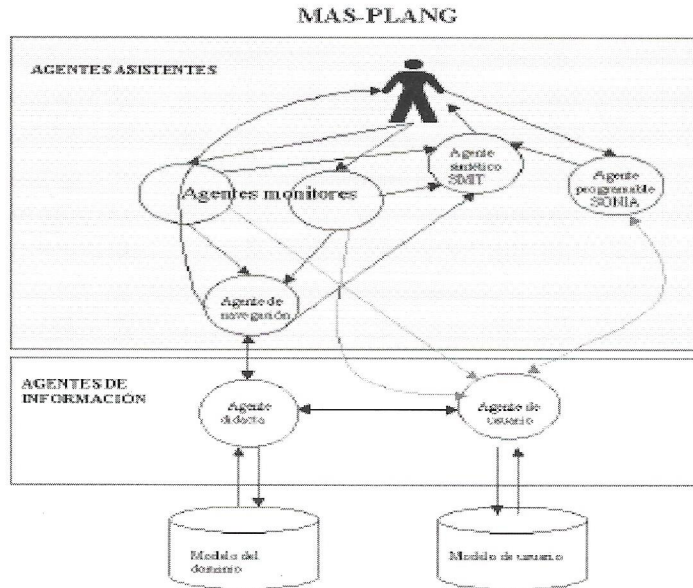 MAS-PLANG
AGENTES ASISTENTES
Agente
sintético
SMIT
Agente
programable
SONIA
Agentes monitores
Agente de
navegación
AGENTES DE
INFORMACIÓN
Agente
didacta
Agente de
usuario
Modelo del
dominio
Modelo de usuario